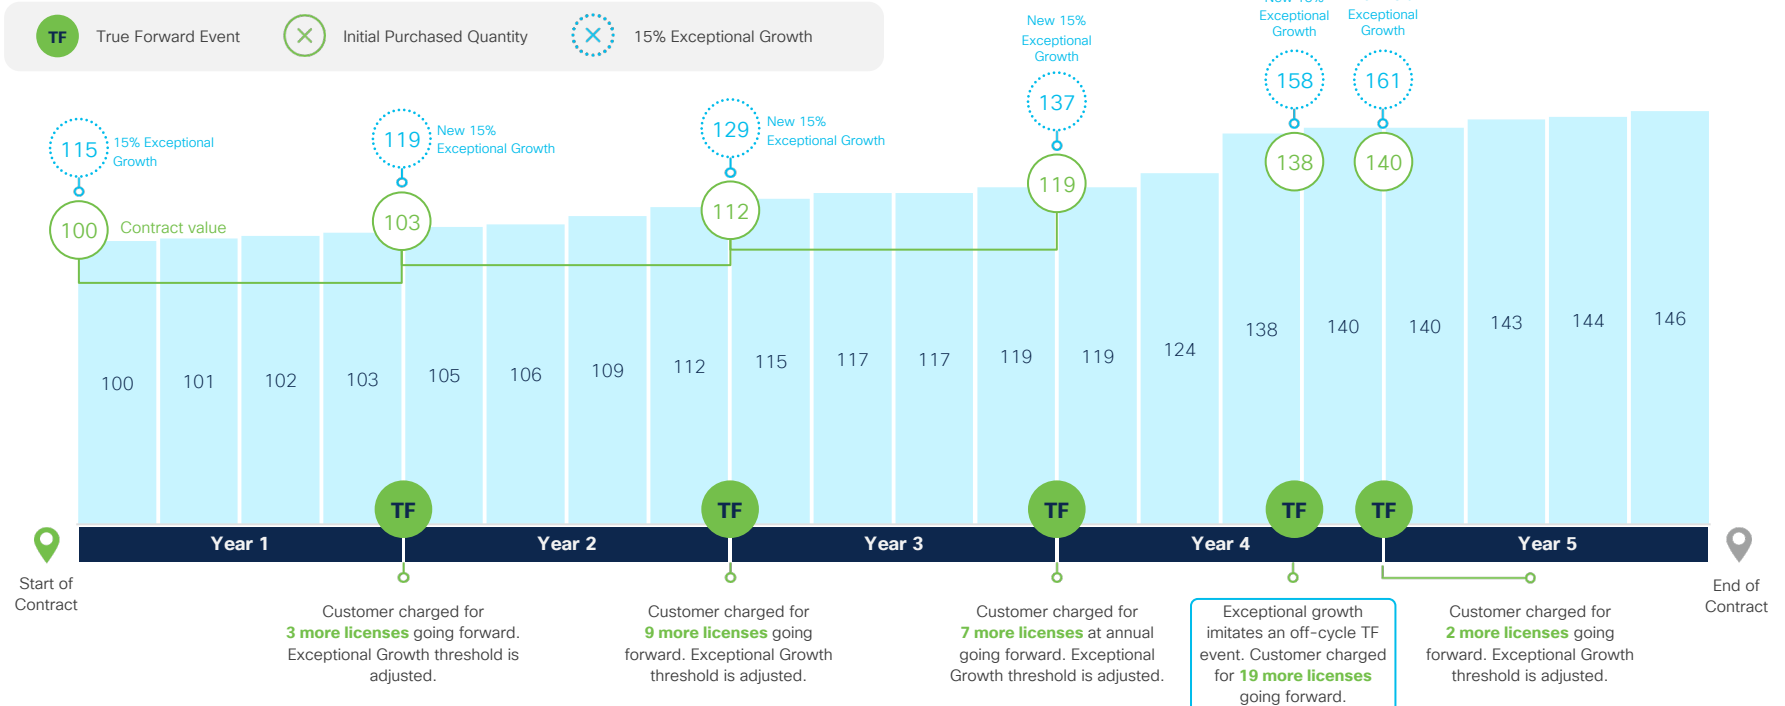 TF True Forward Event Initial Purchased Quantity 15% Exceptional Growth
115
15% Exceptional
Growth
100
Contract value
119
New 15%
Exceptional Growth
103
129
New 15%
Exceptional Growth
112
New 15%
Exceptional
Growth
137
119
Exceptional
Growth
158
138
Exceptional
Growth
161
140
100 101 102 103 105 106 109 112 115 117 117 119 119 124 138 140 140 143 144 146
TF TF TF TF TF
Year 1 Year 2 Year 3 Year 4 Year 5
Start of
Contract
Customer charged for
3 more licenses going forward.
Exceptional Growth threshold is
adjusted.
Customer charged for
9 more licenses going
forward. Exceptional Growth
threshold is adjusted.
Customer charged for
7 more licenses at annual
going forward. Exceptional
Growth threshold is adjusted.
Exceptional growth
imitates an off-cycle TF
event. Customer charged
for 19 more licenses
going forward.
Customer charged for
2 more licenses going
forward. Exceptional Growth
threshold is adjusted.
End of
Contract